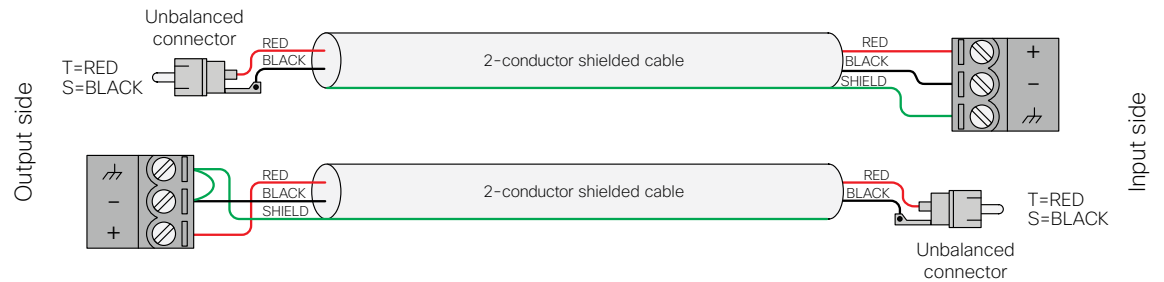 Unbalanced
connector
T=RED
S=BLACK
RED
BLACK
2-conductor shielded cable
RED
BLACK
SHIELD
+
−
Output side
Input side
−
+
RED
BLACK
SHIELD
2-conductor shielded cable
RED
BLACK
T=RED
S=BLACK
Unbalanced
connector